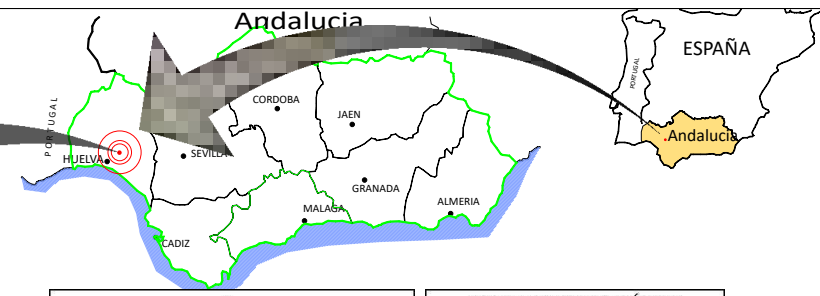 Andalucia
ESPAÑA
PORTUGAL
Andalucia
PORTUGAL
CORDOBA
JAEN
HUELVA
SEVILLA
GRANADA
MALAGA
ALMERIA
CADIZ